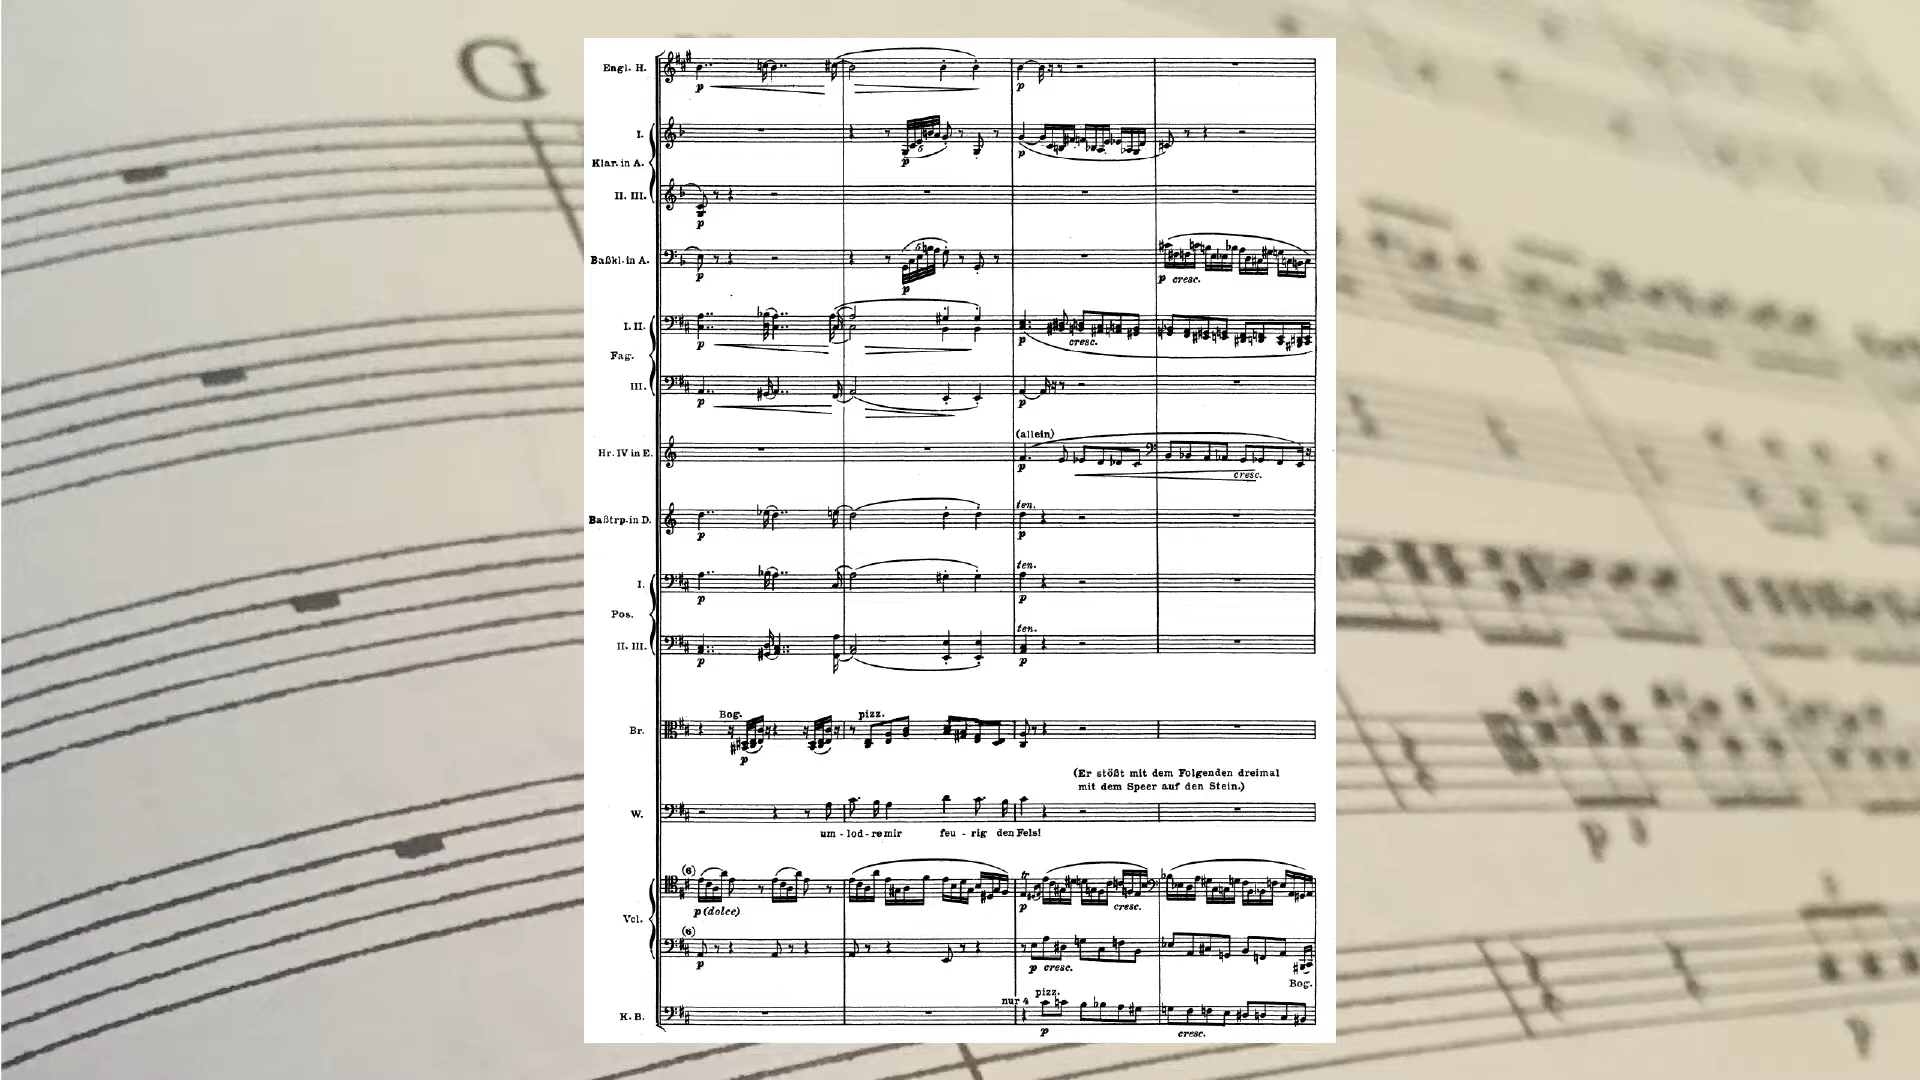 G
Engl. H.
p
p
I.
p
5
p
Klar. in A.
II. III.
p
Baßkl. in A.
p
5
p
p cresc.
I. II.
p
p
cresc.
Fag.
III.
p
p
(allein)
Hr. IV in E.
p
cresc.
ten.
Baßtrp. in D.
p
ten.
I.
p
p
Pos.
ten.
II. III.
p
p
Bog.
pizz.
Br.
p
(Er stößt mit dem Folgenden dreimal
mit dem Speer auf den Stein.)
W.
um - lod - re mir feu - rig den Fels!
(6)
tr
p (dolce)
p
cresc.
Vcl.
(6)
p
p cresc.
Bog.
pizz.
nur 4
K. B.
p
cresc.
p
p